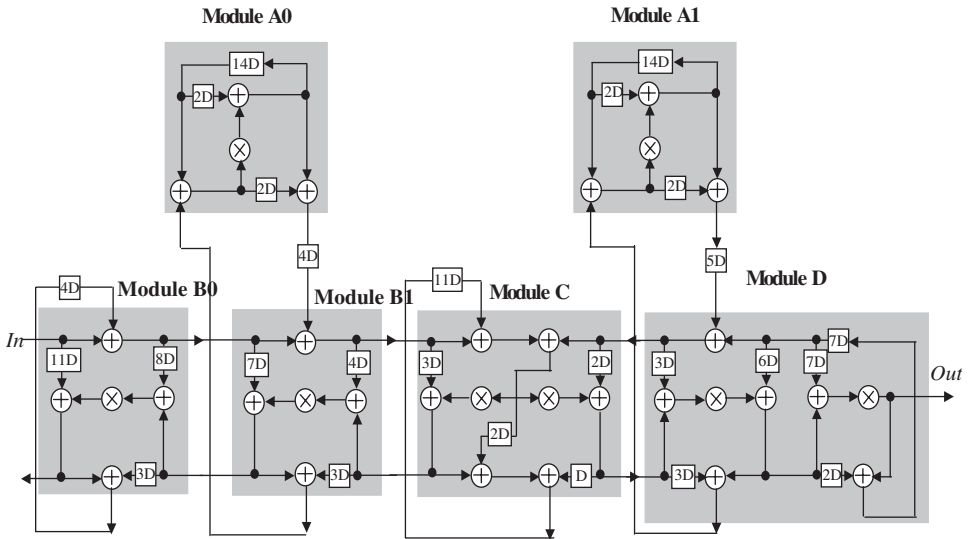 Module A0
Module A1
14D
14D
2D
2D
2D
2D
4D
5D
4D
Module B0
Module B1
11D
Module C
Module D
In
11D
8D
7D
4D
3D
2D
3D
6D
7D
7D
Out
2D
3D
3D
D
3D
2D